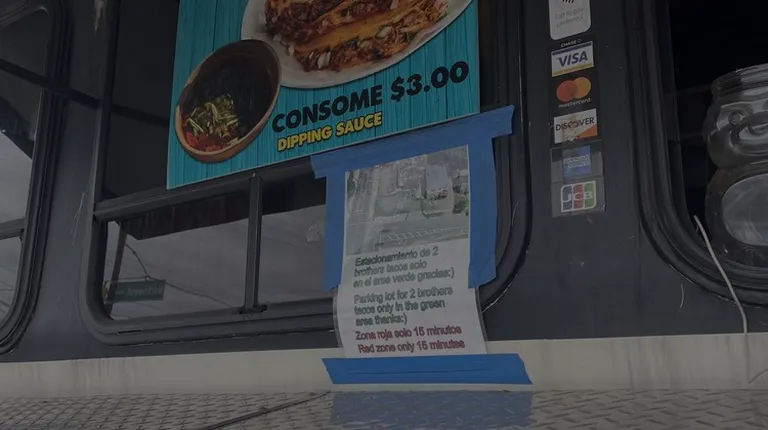 CONSOME $3.00
DIPPING SAUCE
CHASE
VISA
mastercard
DISCOVER
JCB
Estacionamiento de 2
brothers tacos solo
en el area verde gracias:)
Parking lot for 2 brothers
tacos only in the green
area thanks:)
Zona roja solo 15 minutos
Red zone only 15 minutes